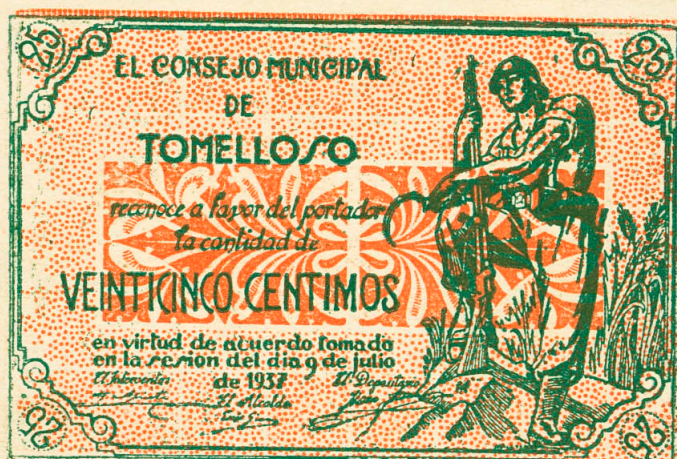 25 25
EL CONSEJO MUNICIPAL
DE
TOMELLOSO
reconoce a favor del portador
la cantidad de
VEINTICINCO CENTIMOS
en virtud de acuerdo tomado
en la sesion del dia 9 de julio
de 1937
El Interventor El Depositario
El Alcalde
25 25